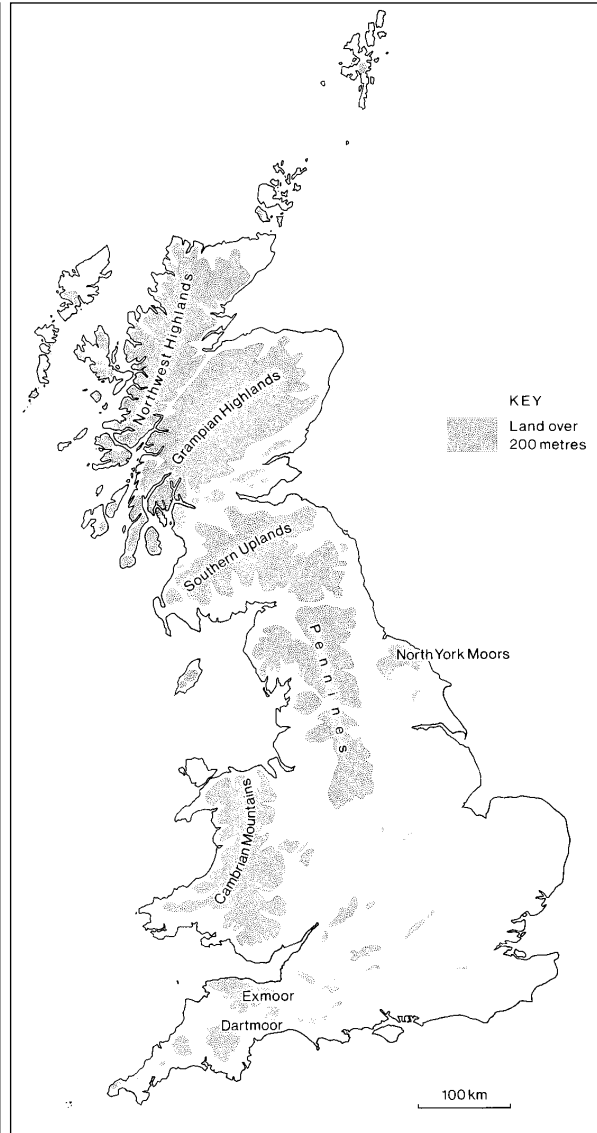 Northwest Highlands
Grampian Highlands
KEY
Land over
200 metres
Southern Uplands
Pennines
North York Moors
Cambrian Mountains
Exmoor
Dartmoor
100 km